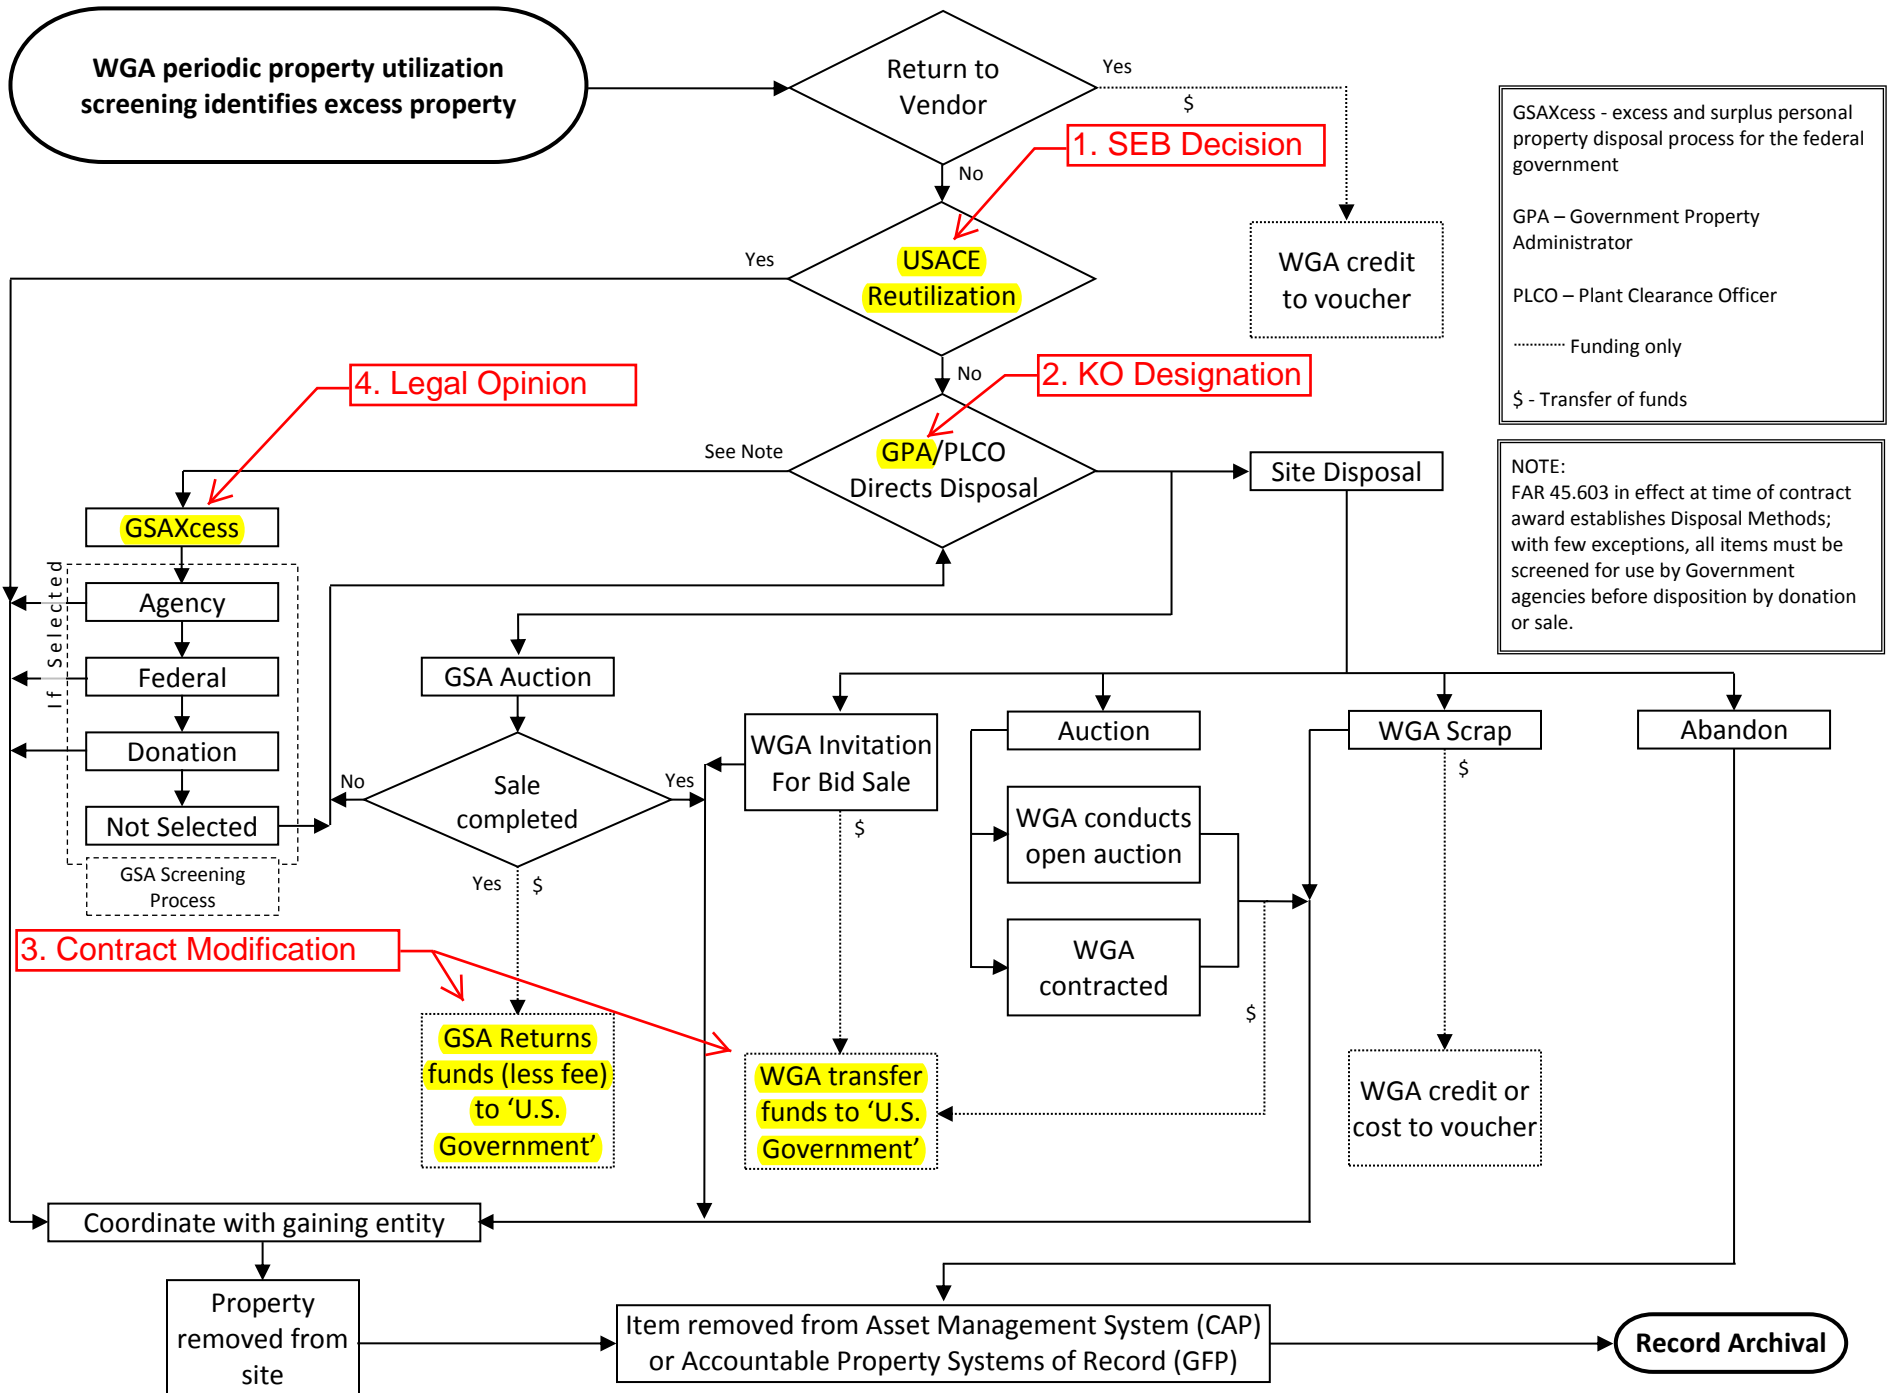 WGA periodic property utilization
screening identifies excess property
Return to
Vendor
Yes
$
No
1. SEB Decision
GSAXcess - excess and surplus personal
property disposal process for the federal
government
GPA – Government Property
Administrator
PLCO – Plant Clearance Officer
Funding only
$ - Transfer of funds
Yes
USACE
Reutilization
WGA credit
to voucher
No
4. Legal Opinion
2. KO Designation
See Note
GPA/PLCO
Directs Disposal
Site Disposal
NOTE:
FAR 45.603 in effect at time of contract
award establishes Disposal Methods;
with few exceptions, all items must be
screened for use by Government
agencies before disposition by donation
or sale.
GSAXcess
If Selected
Agency
Federal
Donation
Not Selected
GSA Screening
Process
GSA Auction
No
Sale
completed
Yes
Yes
$
WGA Invitation
For Bid Sale
$
Auction
WGA conducts
open auction
WGA
contracted
$
WGA Scrap
$
Abandon
3. Contract Modification
GSA Returns
funds (less fee)
to ‘U.S.
Government’
WGA transfer
funds to ‘U.S.
Government’
WGA credit or
cost to voucher
Coordinate with gaining entity
Property
removed from
site
Item removed from Asset Management System (CAP)
or Accountable Property Systems of Record (GFP)
Record Archival